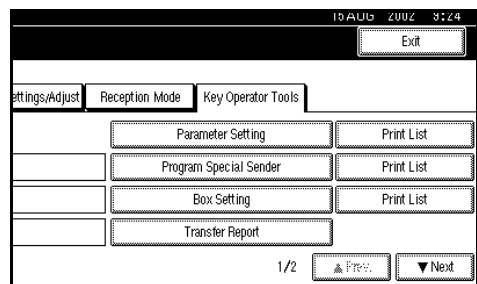 15 AUG 2002 9:24
Exit
ettings/Adjust Reception Mode Key Operator Tools
Parameter Setting Print List
Program Special Sender Print List
Box Setting Print List
Transfer Report
1/2 ▲ Prev. ▼ Next